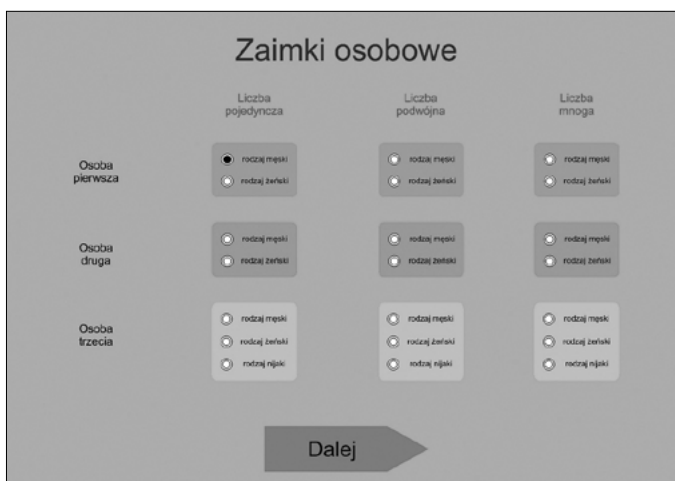 Zaimki osobowe
Liczba pojedyncza
Liczba podwójna
Liczba mnoga
Osoba pierwsza
rodzaj męski
rodzaj żeński
rodzaj męski
rodzaj żeński
rodzaj męski
rodzaj żeński
Osoba druga
rodzaj męski
rodzaj żeński
rodzaj męski
rodzaj żeński
rodzaj męski
rodzaj żeński
Osoba trzecia
rodzaj męski
rodzaj żeński
rodzaj nijaki
rodzaj męski
rodzaj żeński
rodzaj nijaki
rodzaj męski
rodzaj żeński
rodzaj nijaki
Dalej